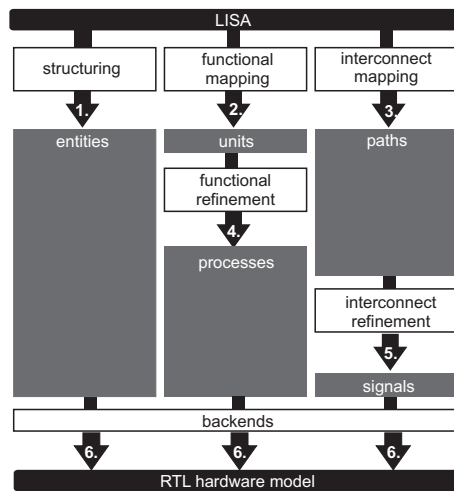 LISA
structuring
functional
mapping
interconnect
mapping
1.
2.
3.
entities
units
paths
functional
refinement
4.
processes
interconnect
refinement
5.
signals
backends
6.
6.
6.
RTL hardware model